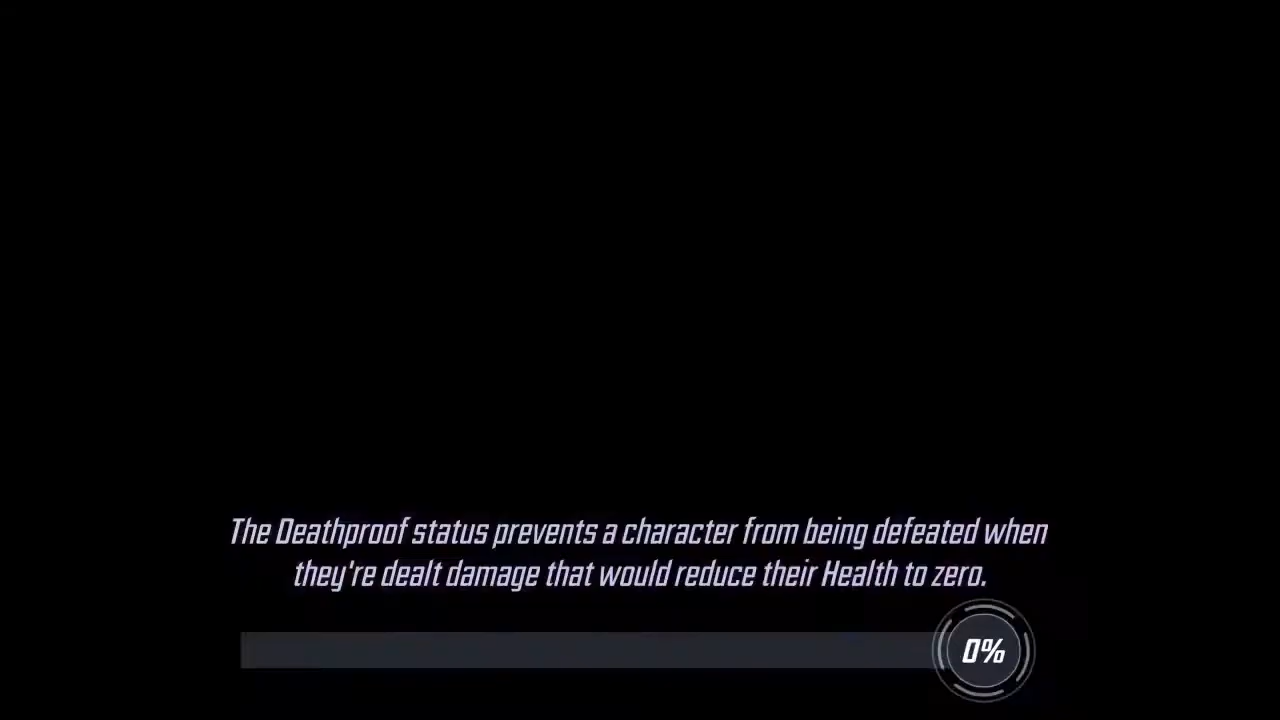 The Deathproof status prevents a character from being defeated when
they're dealt damage that would reduce their Health to zero.
0%